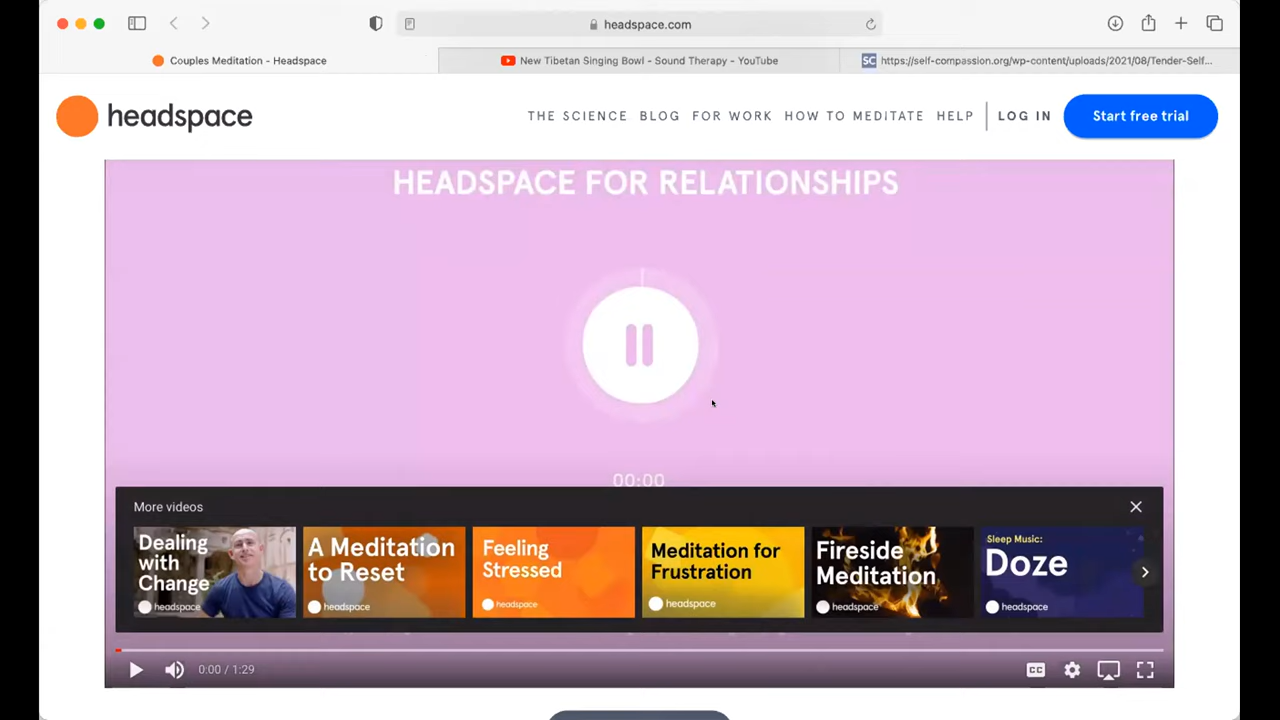 headspace.com
Couples Meditation - Headspace
New Tibetan Singing Bowl - Sound Therapy - YouTube
SC https://self-compassion.org/wp-content/uploads/2021/08/Tender-Self...
headspace
THE SCIENCE BLOG FOR WORK HOW TO MEDITATE HELP LOG IN Start free trial
HEADSPACE FOR RELATIONSHIPS
00:00
More videos
Dealing
with
Change
headspace
A Meditation
to Reset
headspace
Feeling
Stressed
headspace
Meditation for
Frustration
headspace
Fireside
Meditation
headspace
Sleep Music:
Doze
headspace
0:00 / 1:29
CC